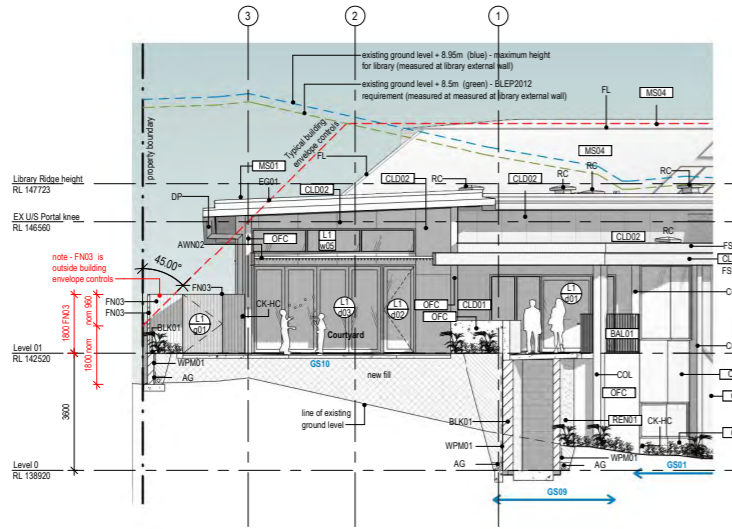 3
2
1
existing ground level + 8.95m (blue) - maximum height
for library (measured at library external wall)
existing ground level + 8.5m (green) - BLEP2012
requirement (measured at measured at library external wall)
property boundary
Typical building
envelope controls
FL
MS04
FL
MS04
MS01
EG01
CLD02
CLD02
RC
CLD02
RC
RC
RC
Library Ridge height
RL 147723
EX U/S Portal knee
RL 146560
DP
AWN02
OFC
L1
w05
CLD02
RC
FS
CL
FS
45.00°
note - FN03 is
outside building
envelope controls
FN03
FN03
FN03
BLK01
L1
g01
CK-HC
L1
d03
L1
d02
Courtyard
OFC
CLD01
OFC
L1
d01
BAL01
1800 FN03
nom 960
1800 nom
Level 01
RL 142520
WPM01
AG
GS10
new fill
line of existing
ground level
COL
OFC
REN01
CK-HC
BLK01
WPM01
AG
AG
WPM01
3600
Level 0
RL 138920
GS09
GS01